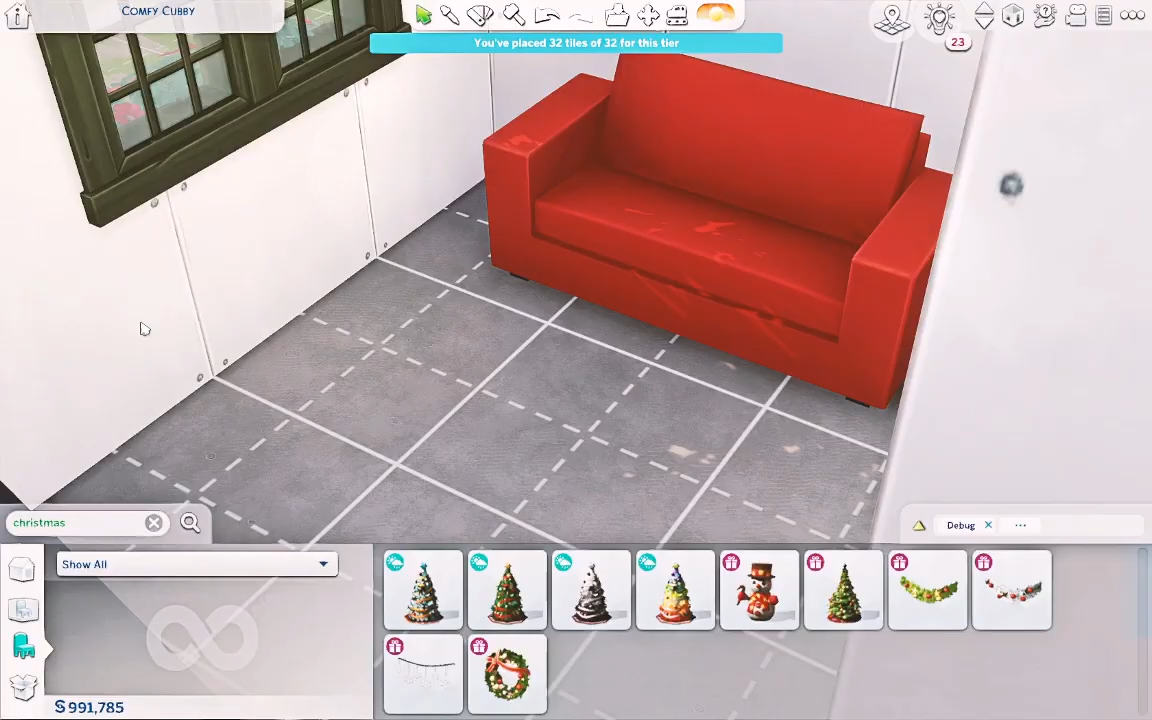 COMFY CUBBY
You've placed 32 tiles of 32 for this tier
23
christmas
Debug
...
Show All
§991,785